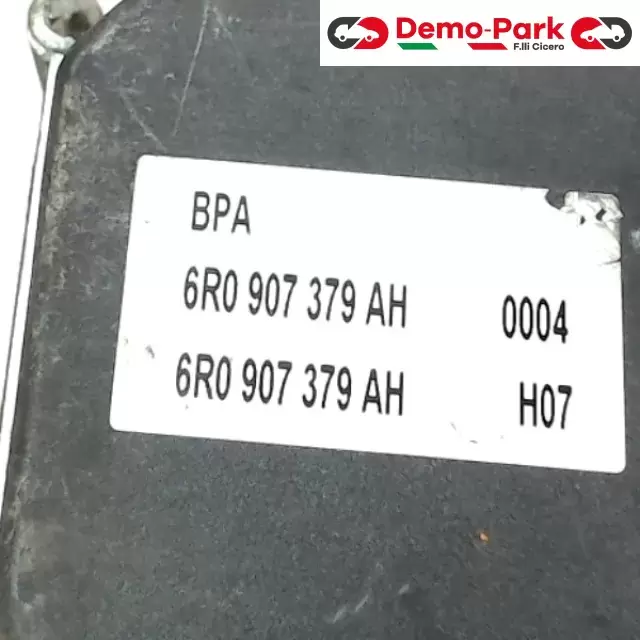 Demo-Park
F.lli Cicero
BPA
6R0 907 379 AH 0004
6R0 907 379 AH H07